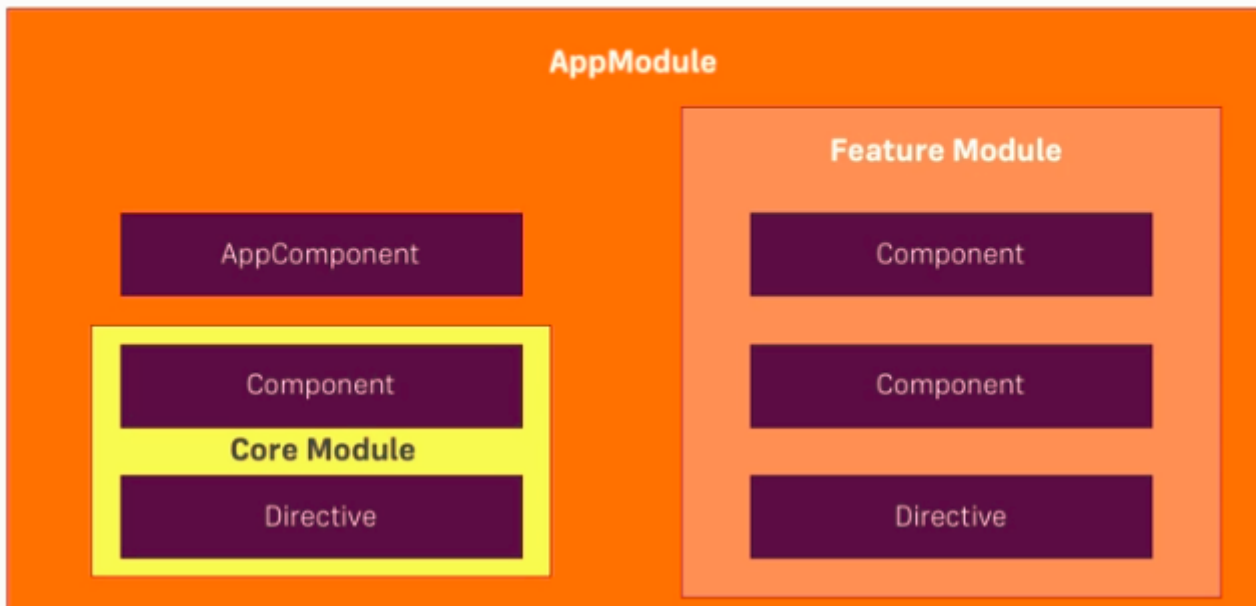 AppModule
AppComponent
Component
Core Module
Directive
Feature Module
Component
Component
Directive